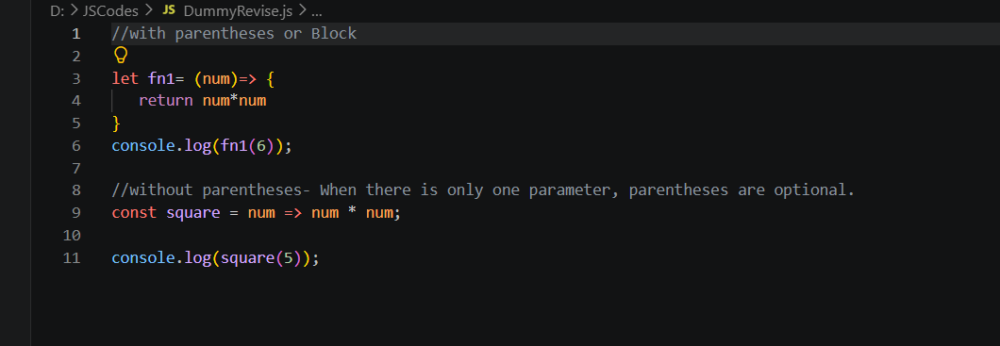 D: > JSCodes > JS DummyRevise.js > ...
1 //with parentheses or Block
2
3 let fn1= (num)=> {
4 return num*num
5 }
6 console.log(fn1(6));
7
8 //without parentheses- When there is only one parameter, parentheses are optional.
9 const square = num => num * num;
10
11 console.log(square(5));